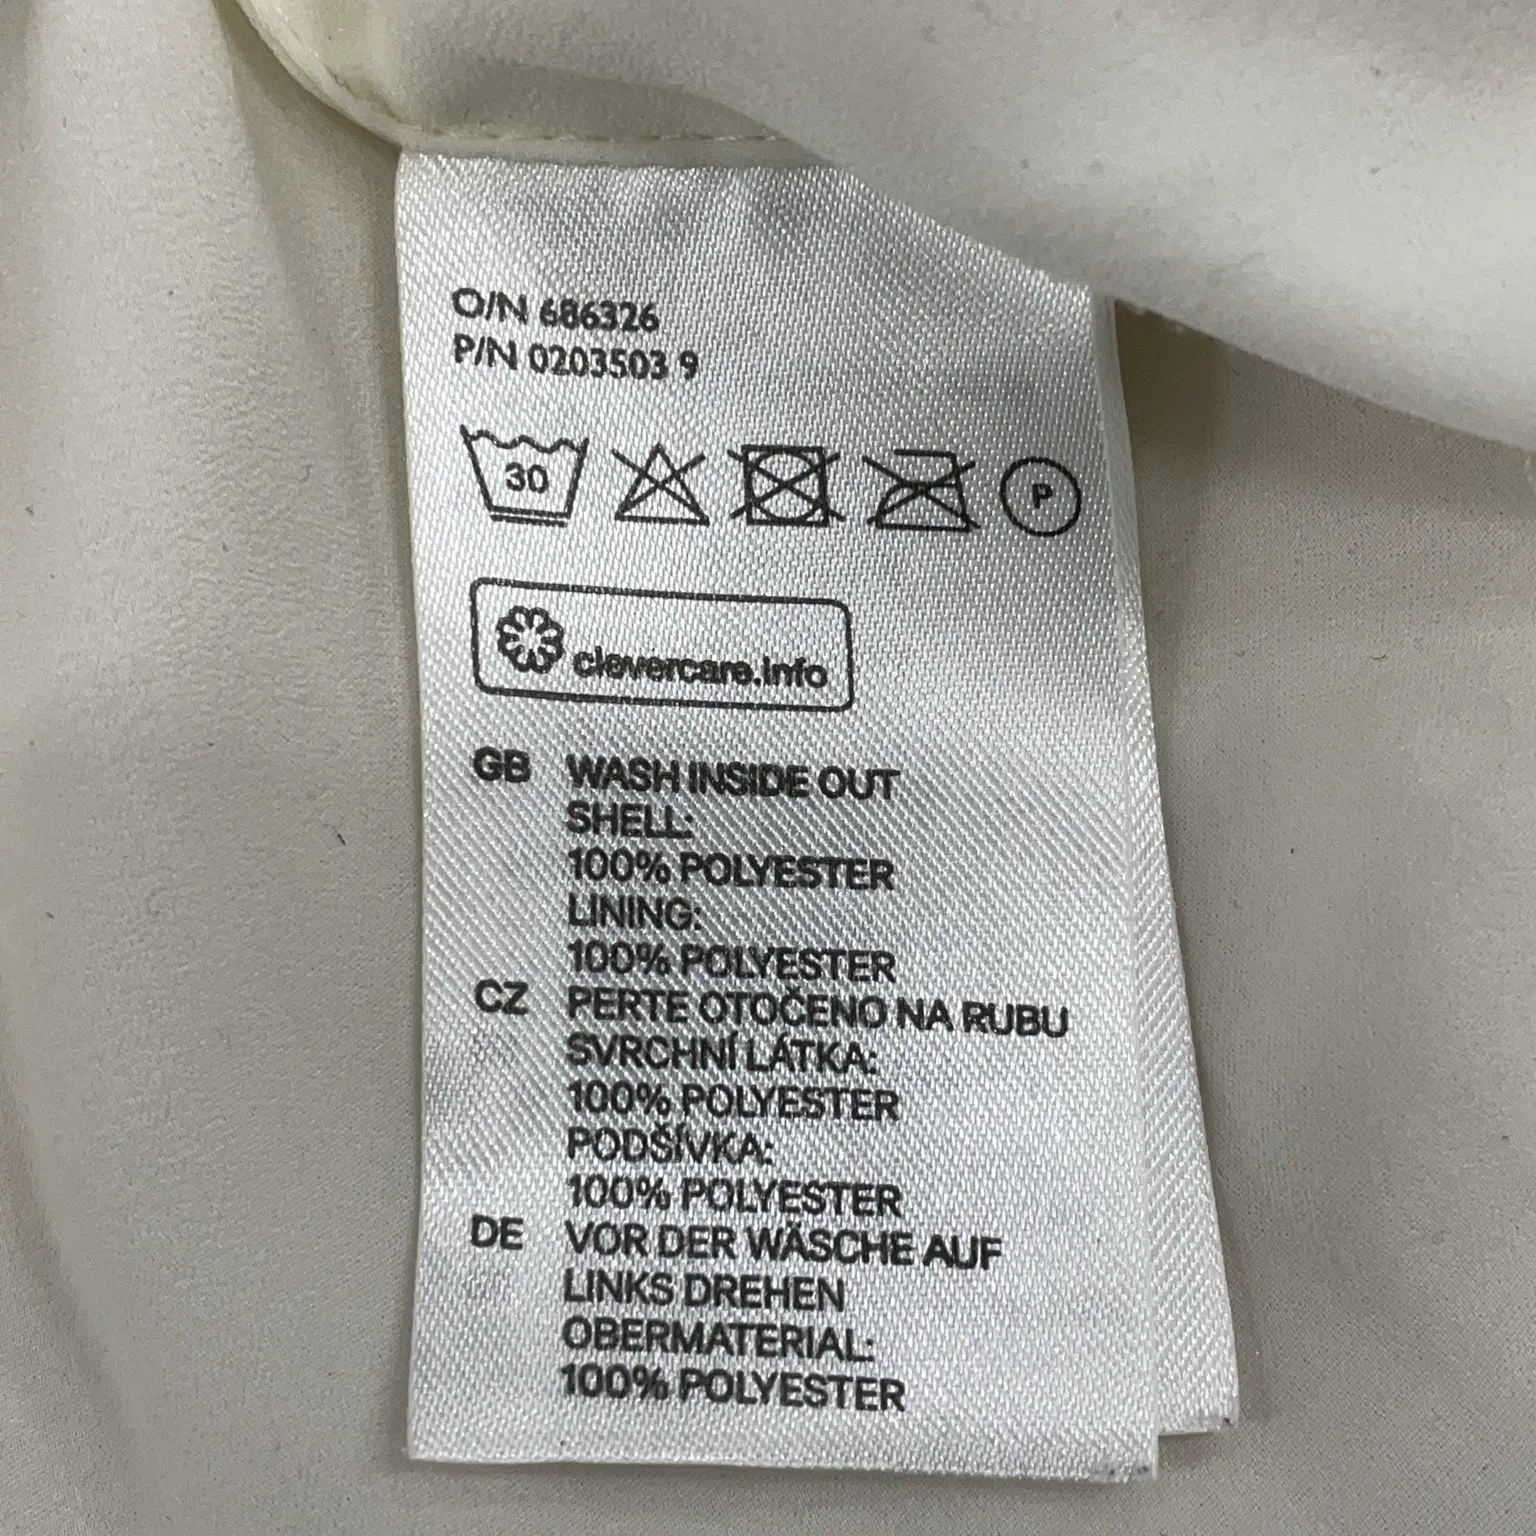 O/N 686326
P/N 0203503 9
30
P
clevercare.info
GB WASH INSIDE OUT
SHELL:
100% POLYESTER
LINING:
100% POLYESTER
CZ PERTE OTOČENO NA RUBU
SVRCHNÍ LÁTKA:
100% POLYESTER
PODŠÍVKA:
100% POLYESTER
DE VOR DER WÄSCHE AUF
LINKS DREHEN
OBERMATERIAL:
100% POLYESTER